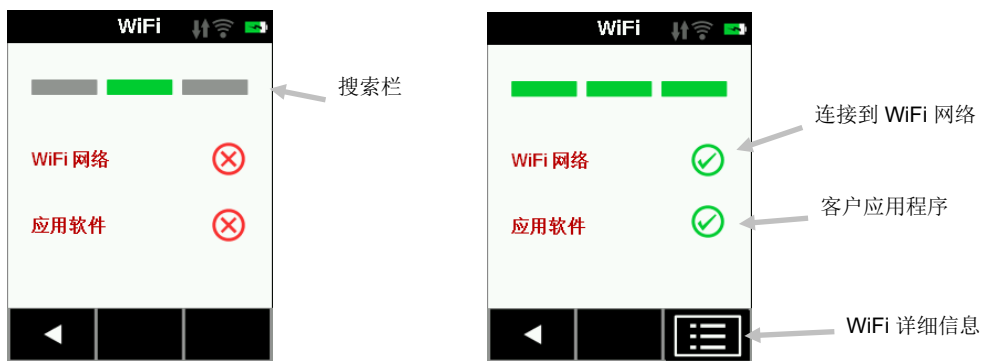 WiFi
搜索栏
WiFi 网络
应用软件
WiFi
连接到 WiFi 网络
WiFi 网络
客户应用程序
应用软件
WiFi 详细信息